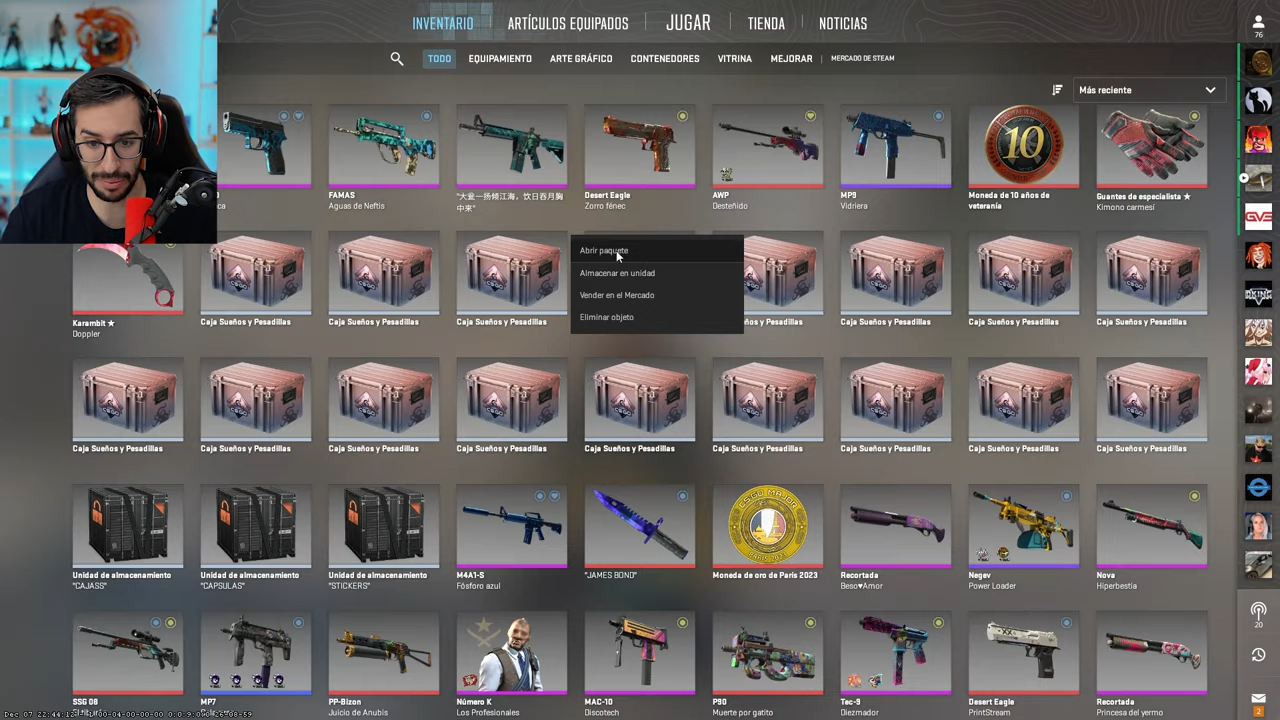 INVENTARIO
ARTÍCULOS EQUIPADOS
JUGAR
TIENDA
NOTICIAS
76
TODO
EQUIPAMIENTO
ARTE GRÁFICO
CONTENEDORES
VITRINA
MEJORAR
MERCADO DE STEAM
Más reciente
FAMAS
Aguas de Neftis
Desert Eagle
Zorro fénec
AWP
Desteñido
MP9
Vidriera
10
Moneda de 10 años de
veteranía
Guantes de especialista ★
Kimono carmesí
Karambit ★
Doppler
Caja Sueños y Pesadillas
Caja Sueños y Pesadillas
Caja Sueños y Pesadillas
Abrir paquete
Almacenar en unidad
Vender en el Mercado
Eliminar objeto
Caja Sueños y Pesadillas
Caja Sueños y Pesadillas
Caja Sueños y Pesadillas
Caja Sueños y Pesadillas
Caja Sueños y Pesadillas
Caja Sueños y Pesadillas
Caja Sueños y Pesadillas
Caja Sueños y Pesadillas
Caja Sueños y Pesadillas
Caja Sueños y Pesadillas
Caja Sueños y Pesadillas
Caja Sueños y Pesadillas
Caja Sueños y Pesadillas
Unidad de almacenamiento
"CAJASS"
Unidad de almacenamiento
"CAPSULAS"
Unidad de almacenamiento
"STICKERS"
M4A1-S
Fósforo azul
"JAMES BOND"
Moneda de oro de París 2023
Recortada
Beso♥Amor
Negev
Power Loader
Nova
Hiperbestia
SSG 08
MP7
PP-Bizon
Juicio de Anubis
Número K
Los Profesionales
MAC-10
Discotech
P90
Muerte por gatito
Tec-9
Diezmador
Desert Eagle
PrintStream
Recortada
Princesa del yermo
20
2